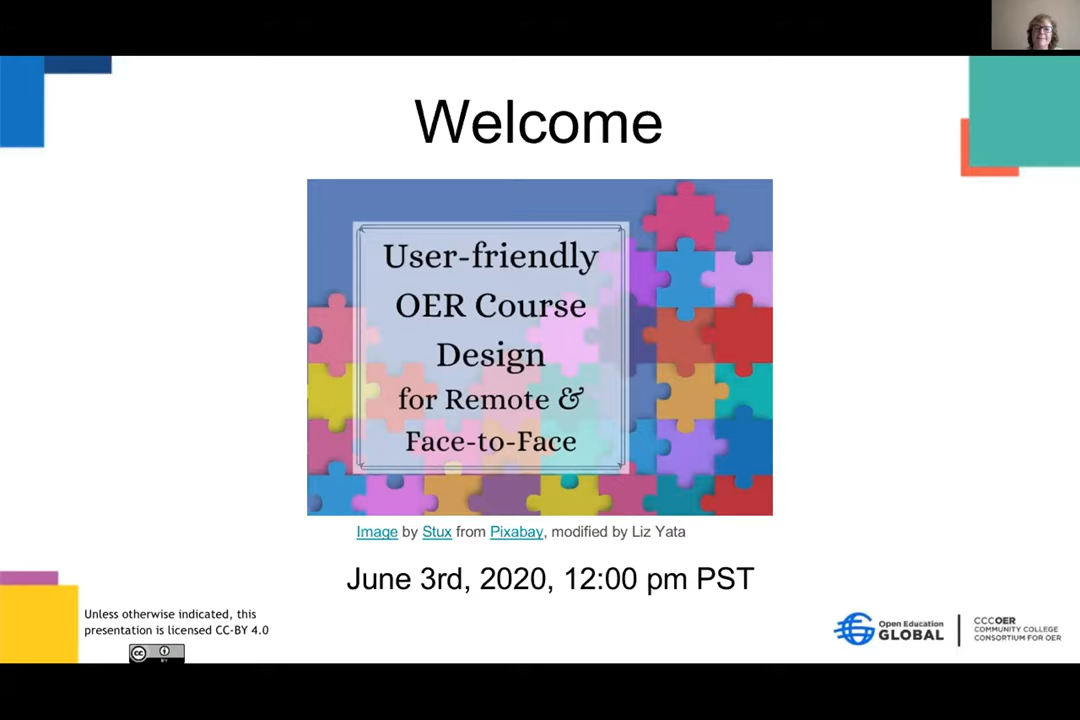 Welcome
User-friendly
OER Course
Design
for Remote &
Face-to-Face
Image by Stux from Pixabay, modified by Liz Yata
June 3rd, 2020, 12:00 pm PST
Unless otherwise indicated, this
presentation is licensed CC-BY 4.0
cc
BY
Open Education
GLOBAL
CCCOER
COMMUNITY COLLEGE
CONSORTIUM FOR OER